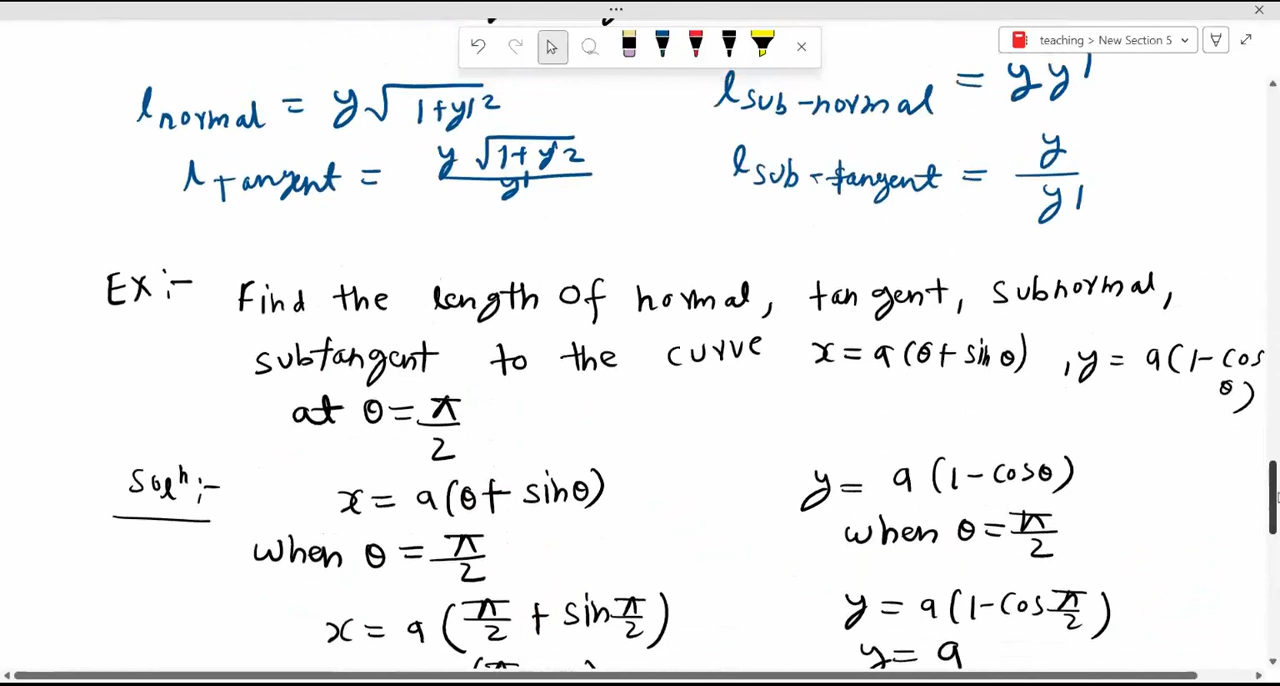 teaching > New Section 5
l normal = y√1+y|2
l sub-normal = yy|
l tangent = y√1+y'2 / y'
l sub-tangent = y / y|
Ex:- Find the length of normal, tangent, subnormal,
subtangent to the curve x = a(θ+ sin θ) , y = a(1- cos
θ)
at θ = π/2
Solⁿ:-
x = a(θ+ sinθ)
y = a(1-cosθ)
when θ = π/2
when θ = π/2
x = a(π/2 + sin π/2)
y = a(1-cos π/2)
y = a